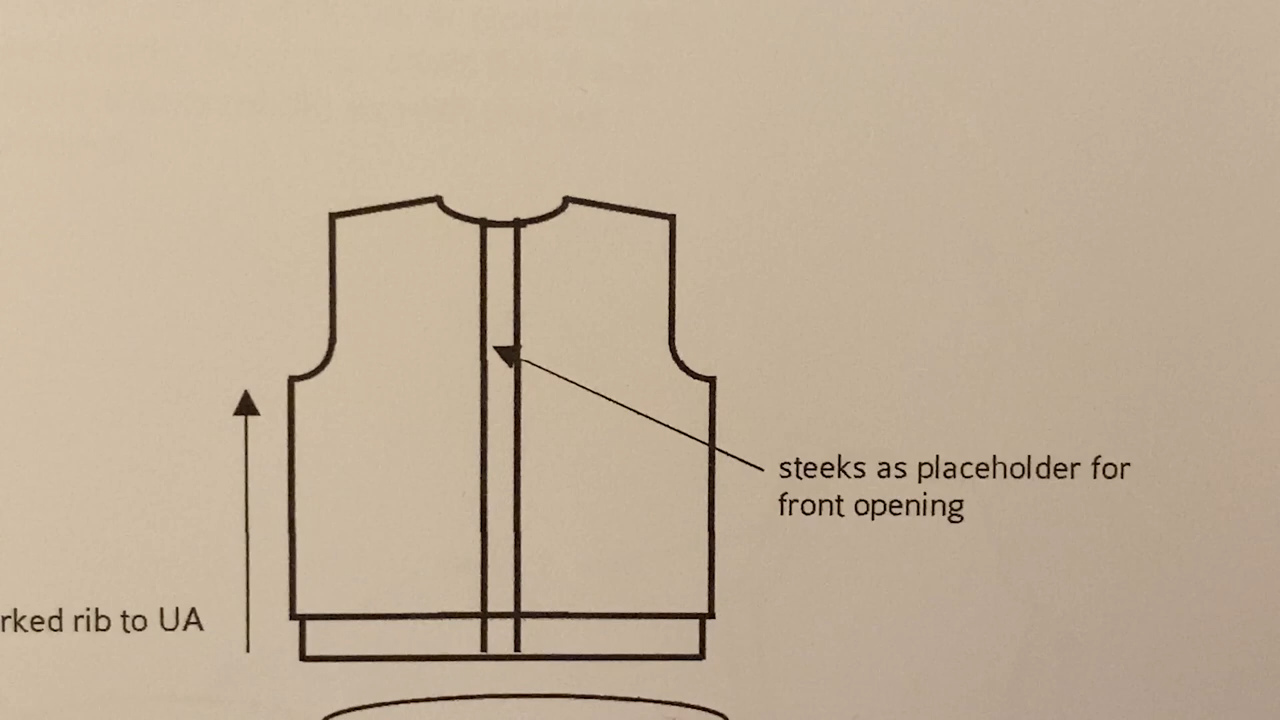 steeks as placeholder for
front opening
rked rib to UA